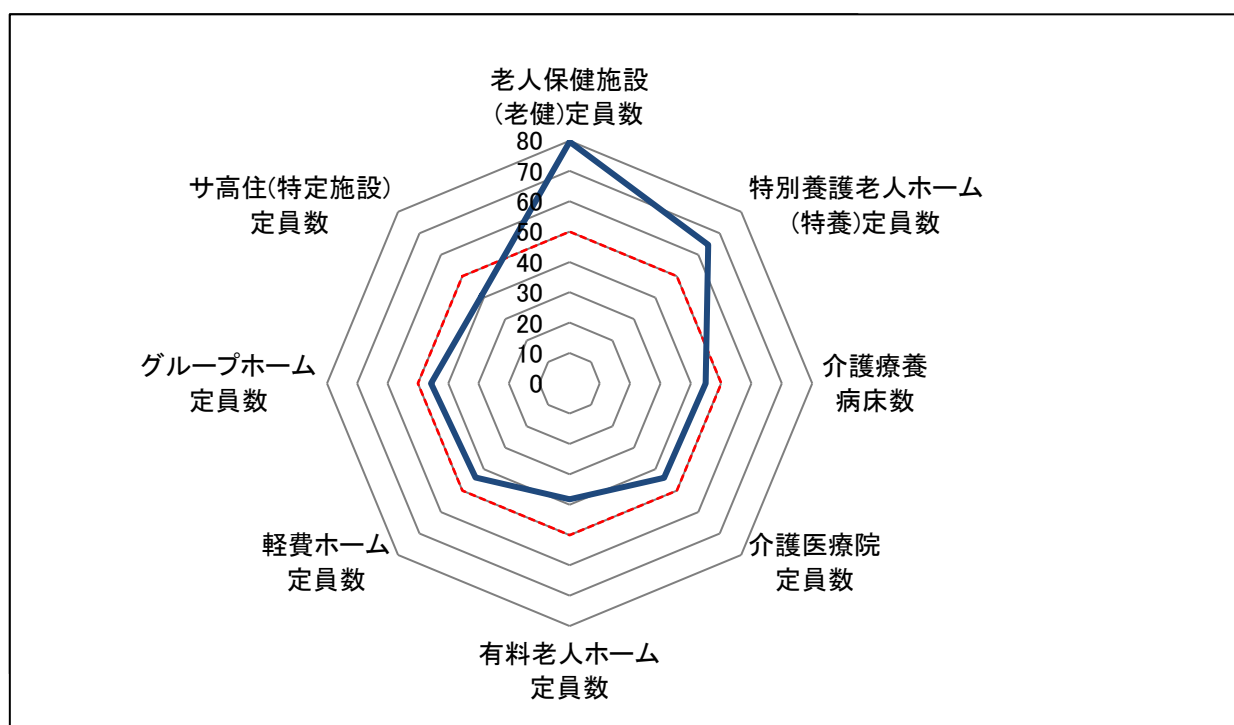 老人保健施設
(老健)定員数
特別養護老人ホーム
(特養)定員数
介護療養
病床数
介護医療院
定員数
有料老人ホーム
定員数
軽費ホーム
定員数
グループホーム
定員数
サ高住(特定施設)
定員数
80
70
60
50
40
30
20
10
0